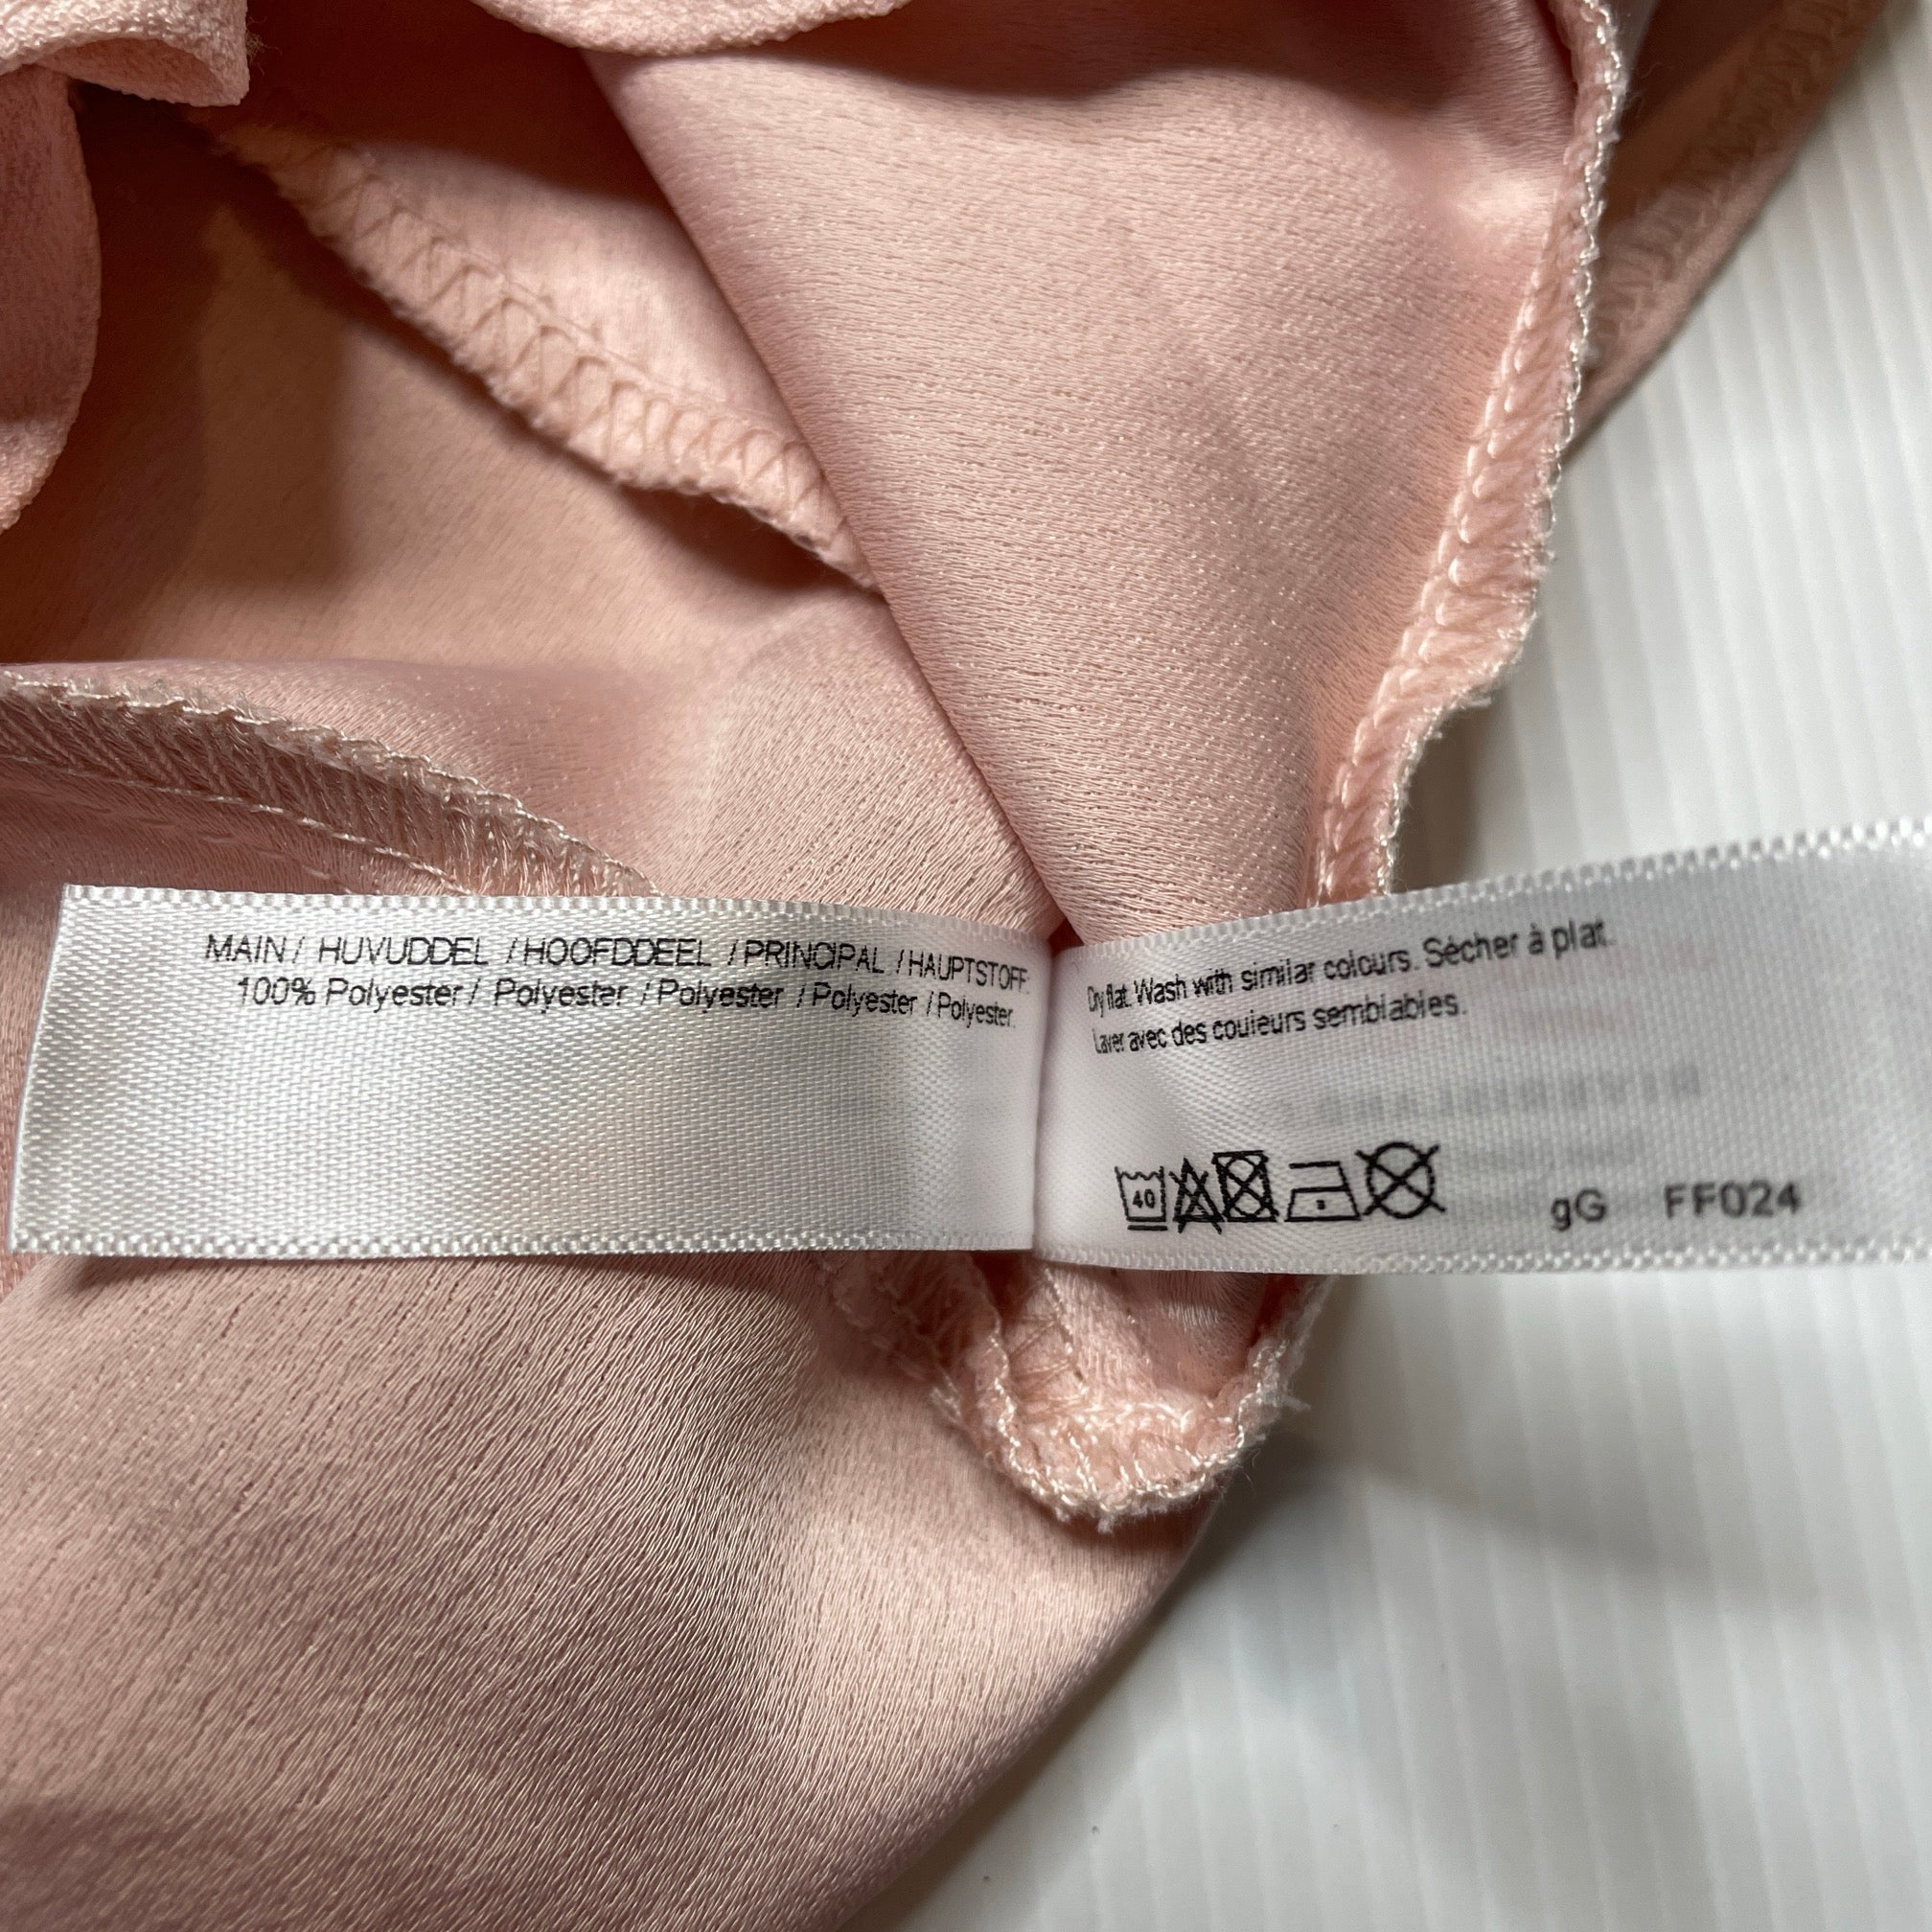 MAIN / HUVUDDEL / HOOFDDEEL / PRINCIPAL / HAUPTSTOFF:
100% Polyester / Polyester / Polyester / Polyester / Polyester.
Dry flat. Wash with similar colours. Sécher à plat.
Laver avec des couleurs semblables.
40
gG FF024